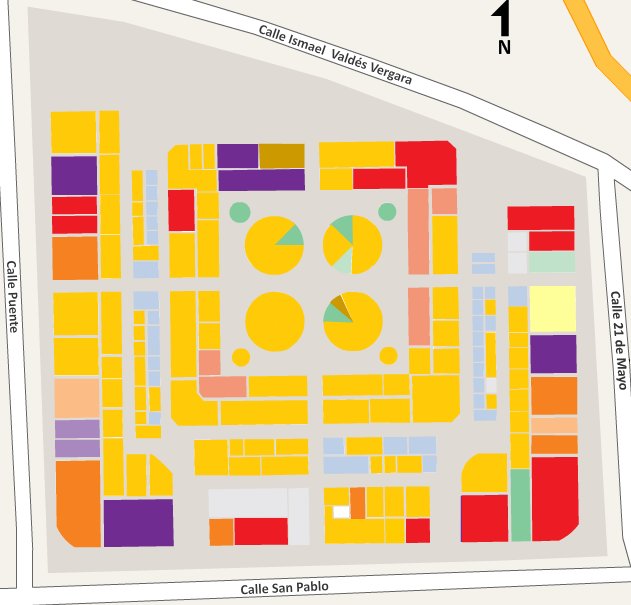 Calle Ismael Valdés Vergara
N
Calle Puente
Calle 21 de Mayo
Calle San Pablo